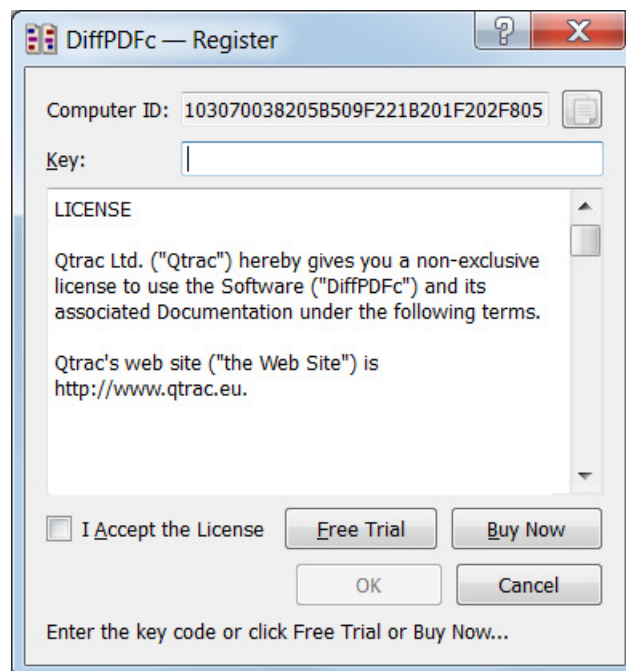 DiffPDFc — Register
Computer ID: 103070038205B509F221B201F202F805
Key:
LICENSE
Qtrac Ltd. ("Qtrac") hereby gives you a non-exclusive
license to use the Software ("DiffPDFc") and its
associated Documentation under the following terms.
Qtrac's web site ("the Web Site") is
http://www.qtrac.eu.
I Accept the License Free Trial Buy Now
OK Cancel
Enter the key code or click Free Trial or Buy Now...